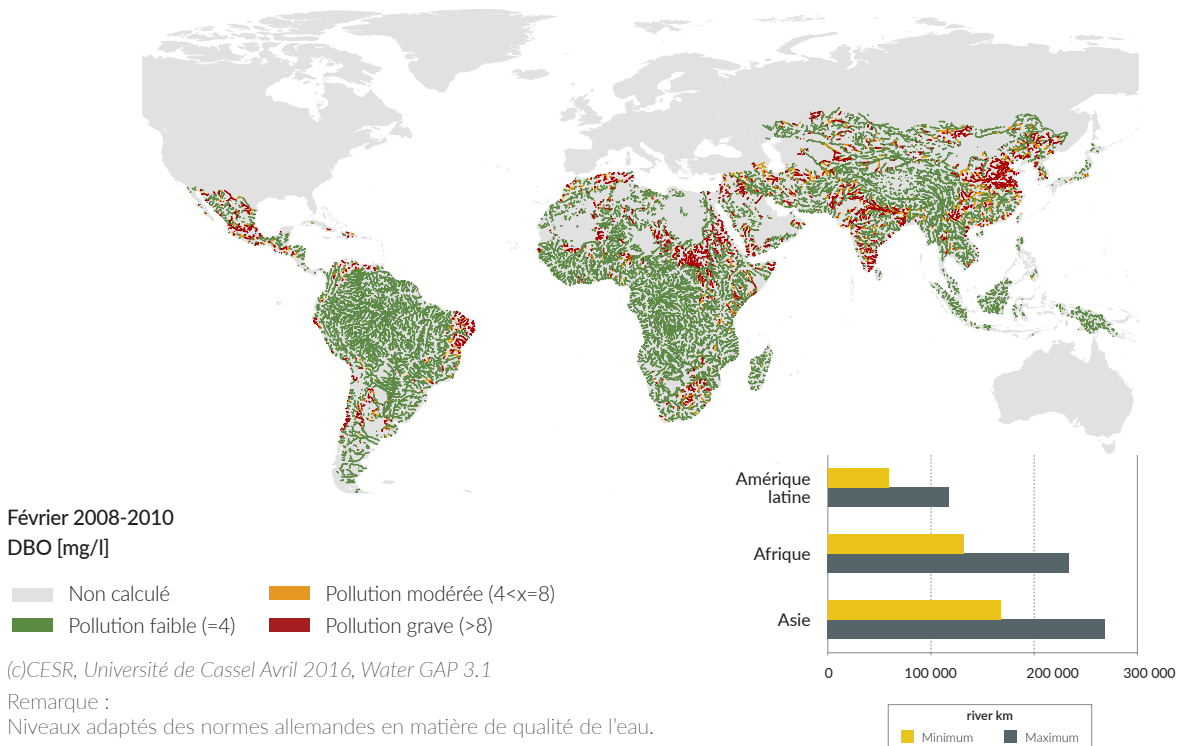 Amérique
latine
Afrique
Asie
0 100 000 200 000 300 000
river km
Minimum Maximum
Février 2008-2010
DBO [mg/l]
Non calculé
Pollution modérée (4<x=8)
Pollution faible (=4)
Pollution grave (>8)
(c)CESR, Université de Cassel Avril 2016, Water GAP 3.1
Remarque :
Niveaux adaptés des normes allemandes en matière de qualité de l'eau.